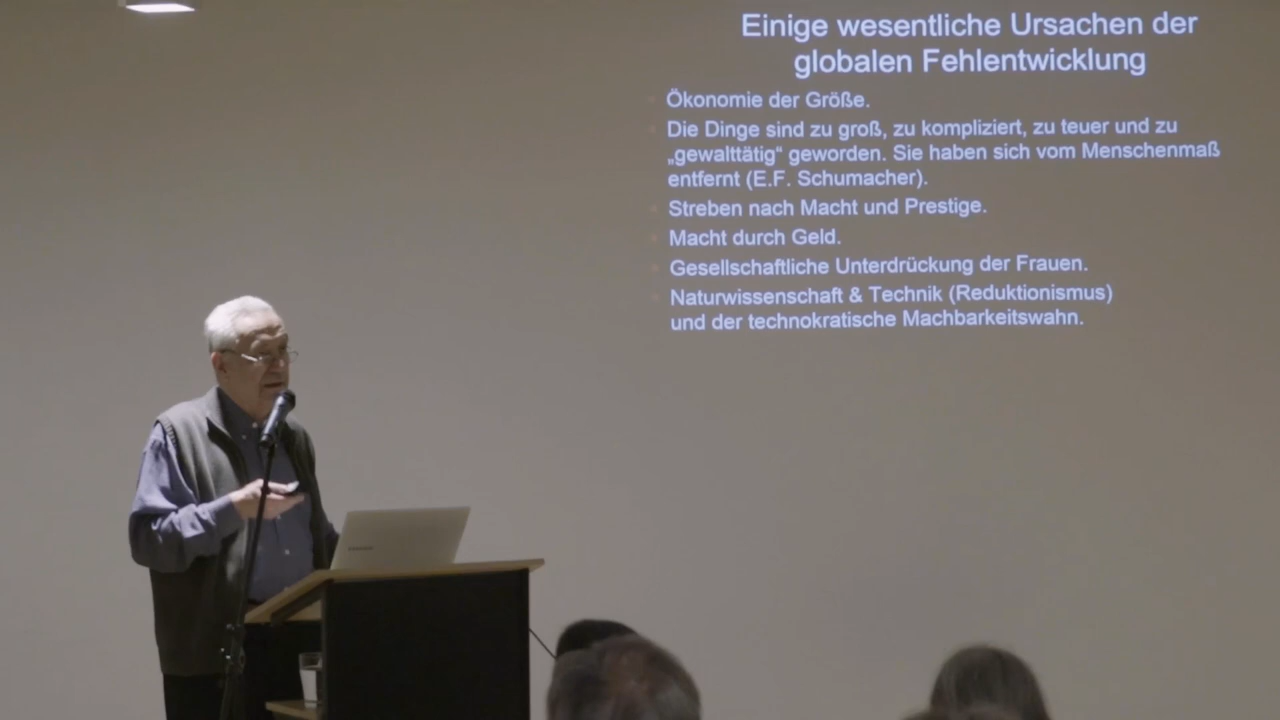 Einige wesentliche Ursachen der
globalen Fehlentwicklung
Ökonomie der Größe.
Die Dinge sind zu groß, zu kompliziert, zu teuer und zu
„gewalttätig“ geworden. Sie haben sich vom Menschenmaß
entfernt (E.F. Schumacher).
Streben nach Macht und Prestige.
Macht durch Geld.
Gesellschaftliche Unterdrückung der Frauen.
Naturwissenschaft & Technik (Reduktionismus)
und der technokratische Machbarkeitswahn.